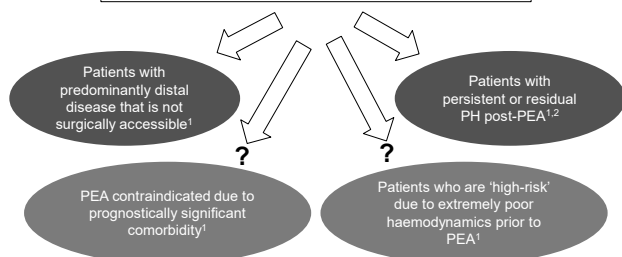 Patients with
predominantly distal
disease that is not
surgically accessible¹
Patients with
persistent or residual
PH post-PEA¹,²
?
?
PEA contraindicated due to
prognostically significant
comorbidity¹
Patients who are ‘high-risk’
due to extremely poor
haemodynamics prior to
PEA¹